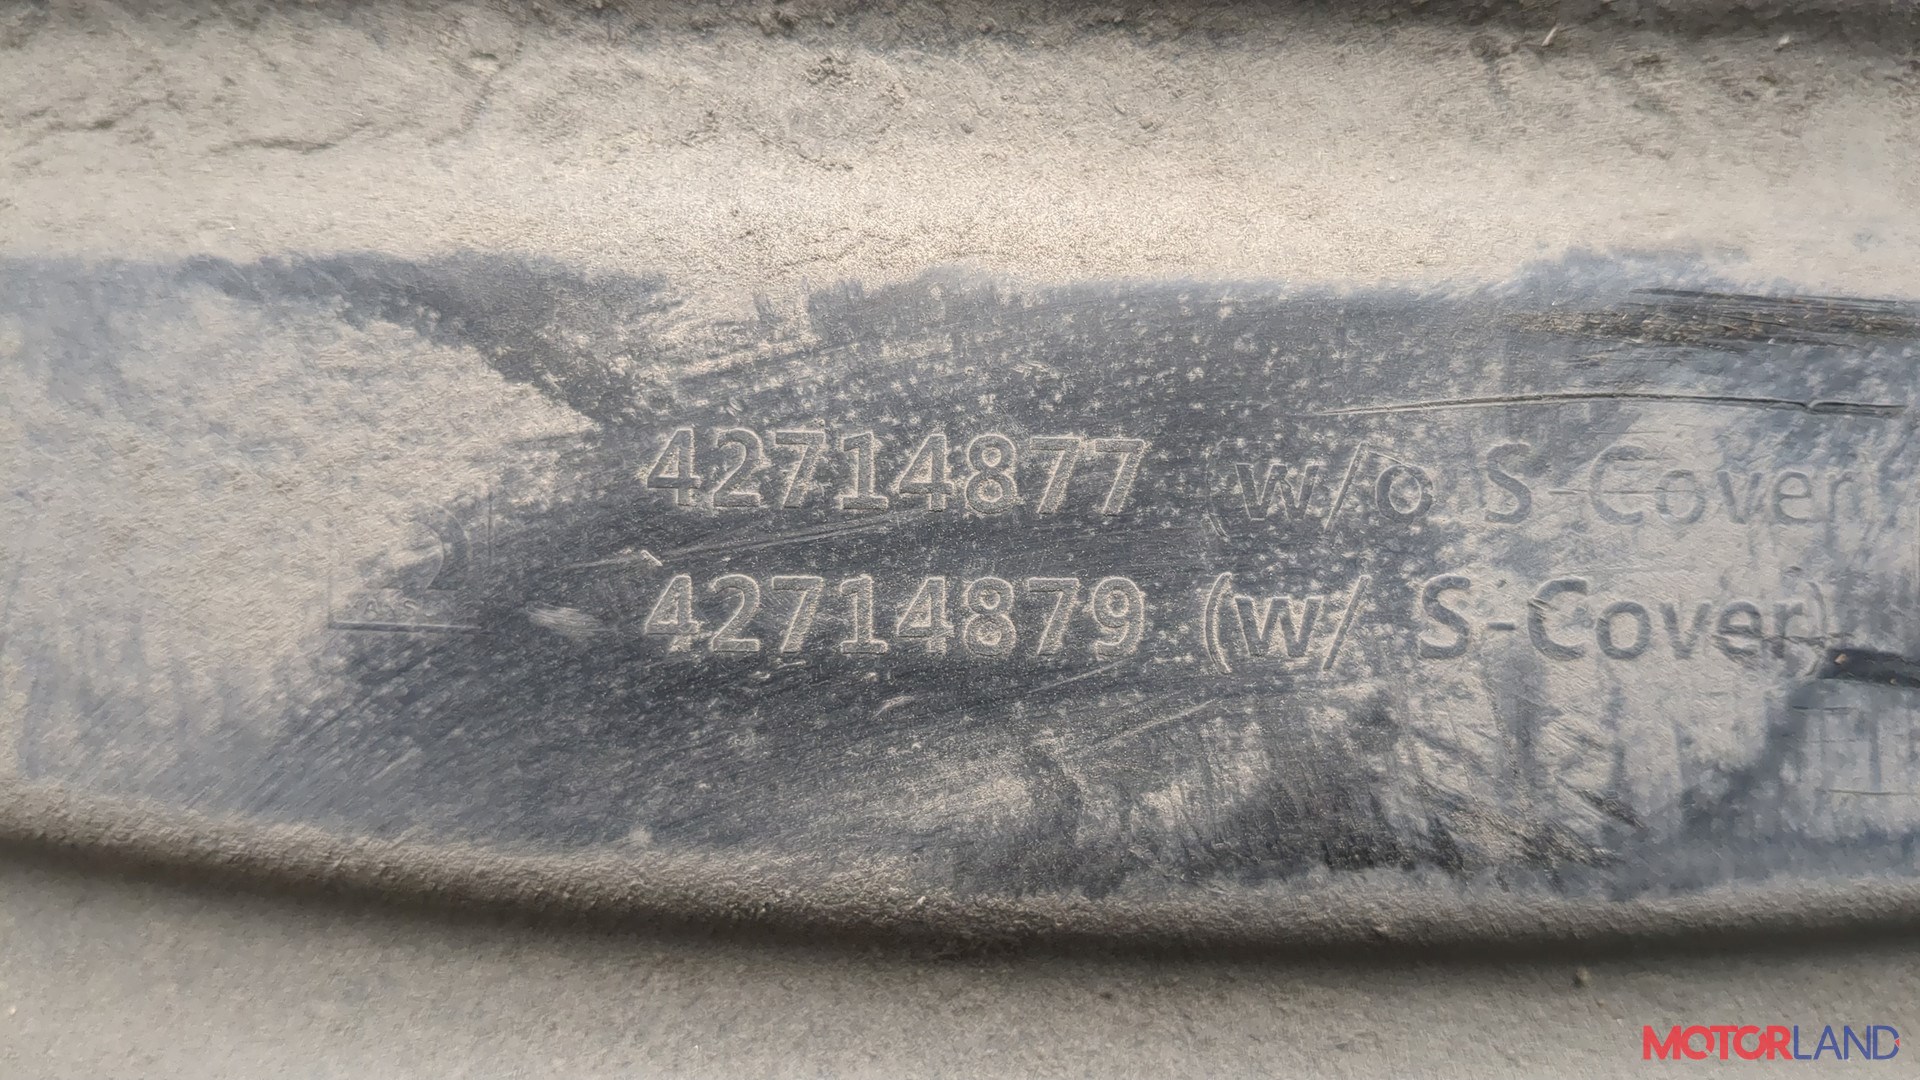 42714877 (w/o S-Cover)
42714879 (w/ S-Cover)
MOTORLAND